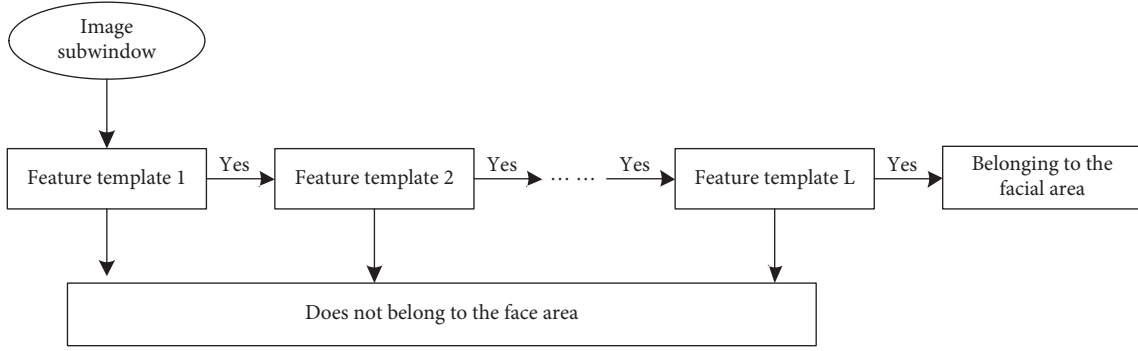 Image
subwindow
Feature template 1
Yes
Feature template 2
Yes
... ...
Yes
Feature template L
Yes
Belonging to the
facial area
Does not belong to the face area